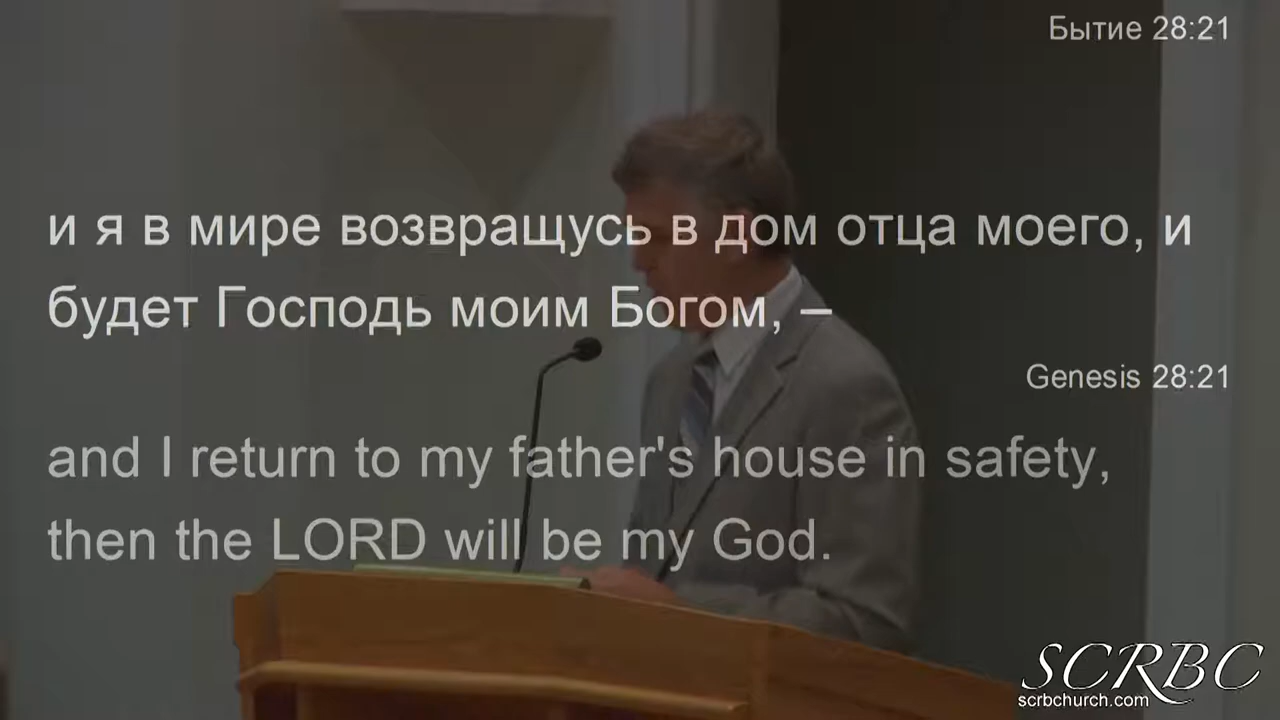 Бытие 28:21
и я в мире возвращусь в дом отца моего, и
будет Господь моим Богом, –
Genesis 28:21
and I return to my father's house in safety,
then the LORD will be my God.
SCRBC
scrbchurch.com